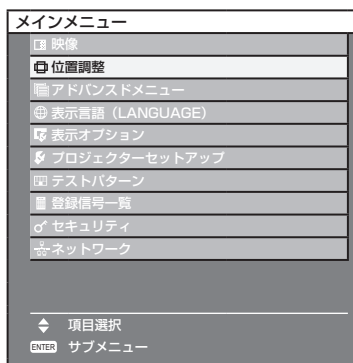 メインメニュー
映像
位置調整
アドバンスドメニュー
表示言語（LANGUAGE）
表示オプション
プロジェクターセットアップ
テストパターン
登録信号一覧
セキュリティ
ネットワーク
項目選択
ENTER サブメニュー